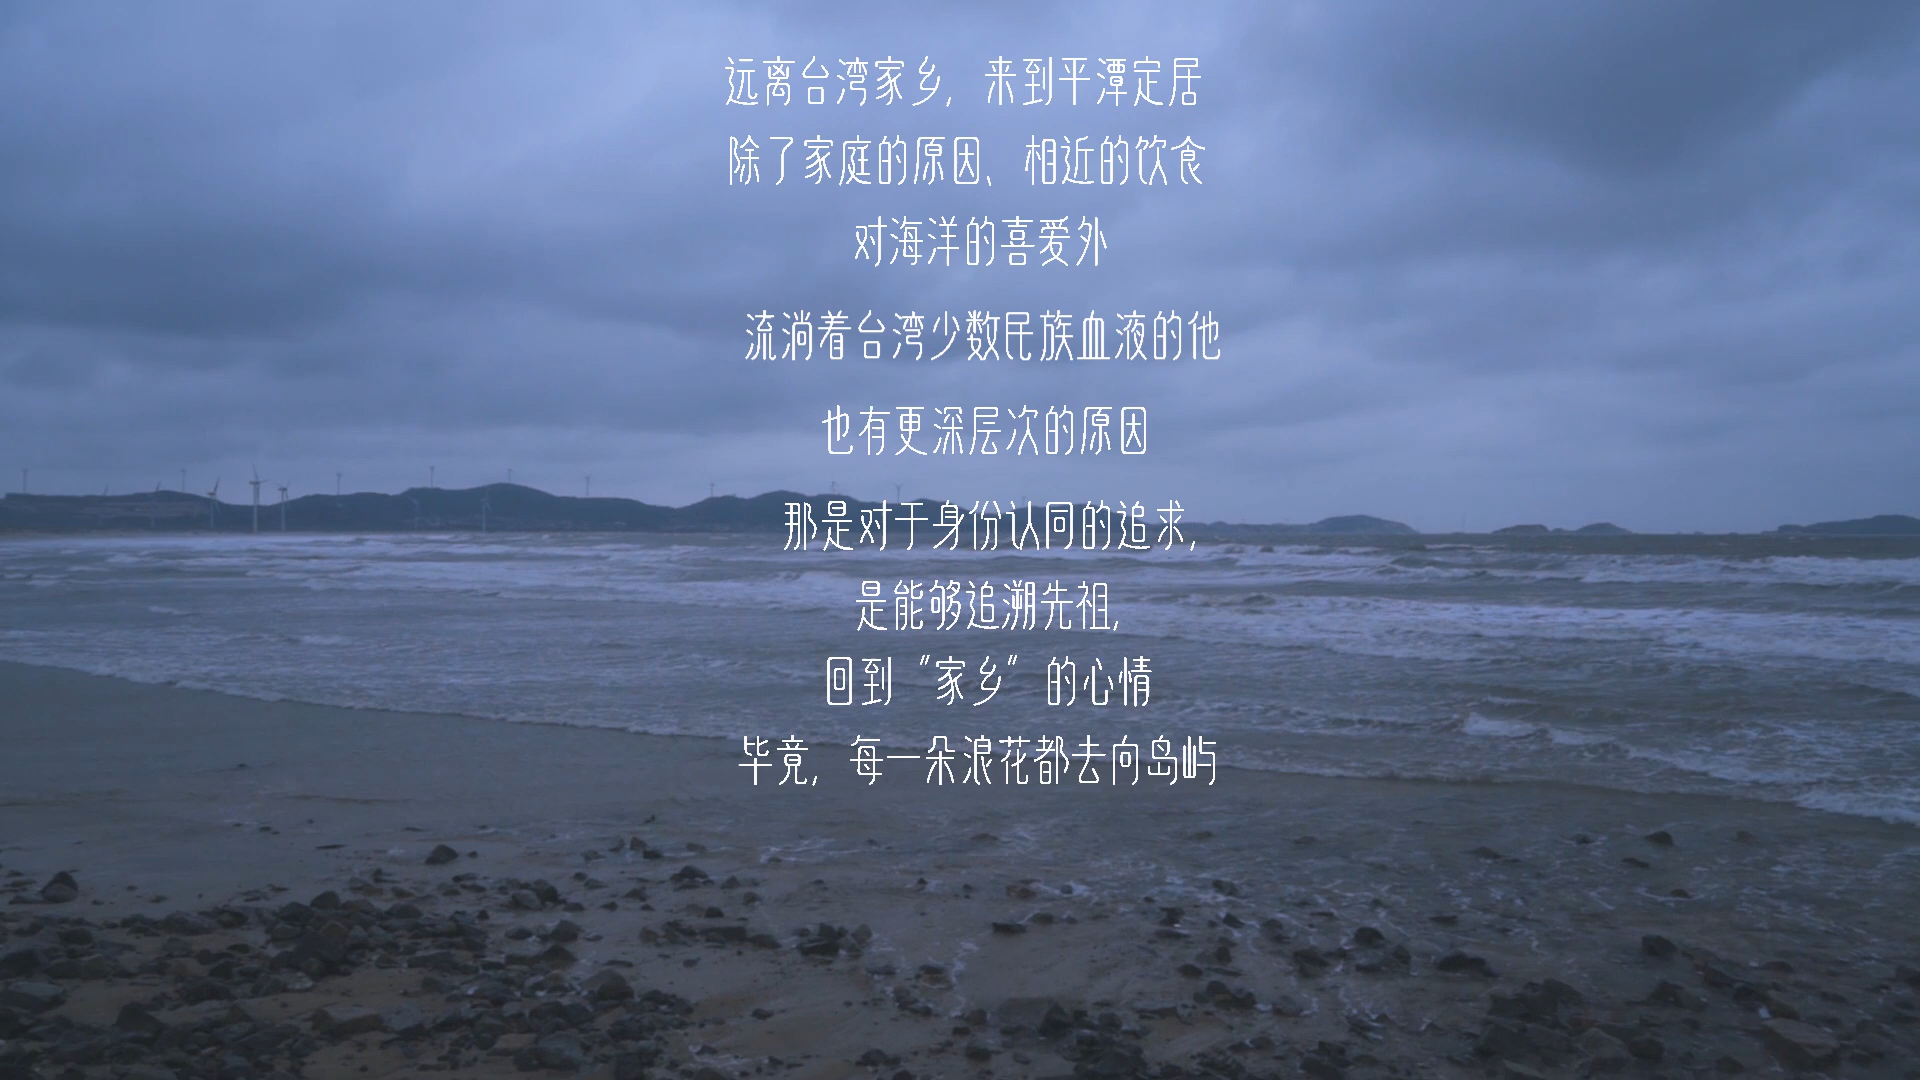 远离台湾家乡，来到平潭定居
除了家庭的原因、相近的饮食
对海洋的喜爱外
流淌着台湾少数民族血液的他
也有更深层次的原因
那是对于身份认同的追求，
是能够追溯先祖，
回到“家乡”的心情
毕竟，每一朵浪花都去向岛屿